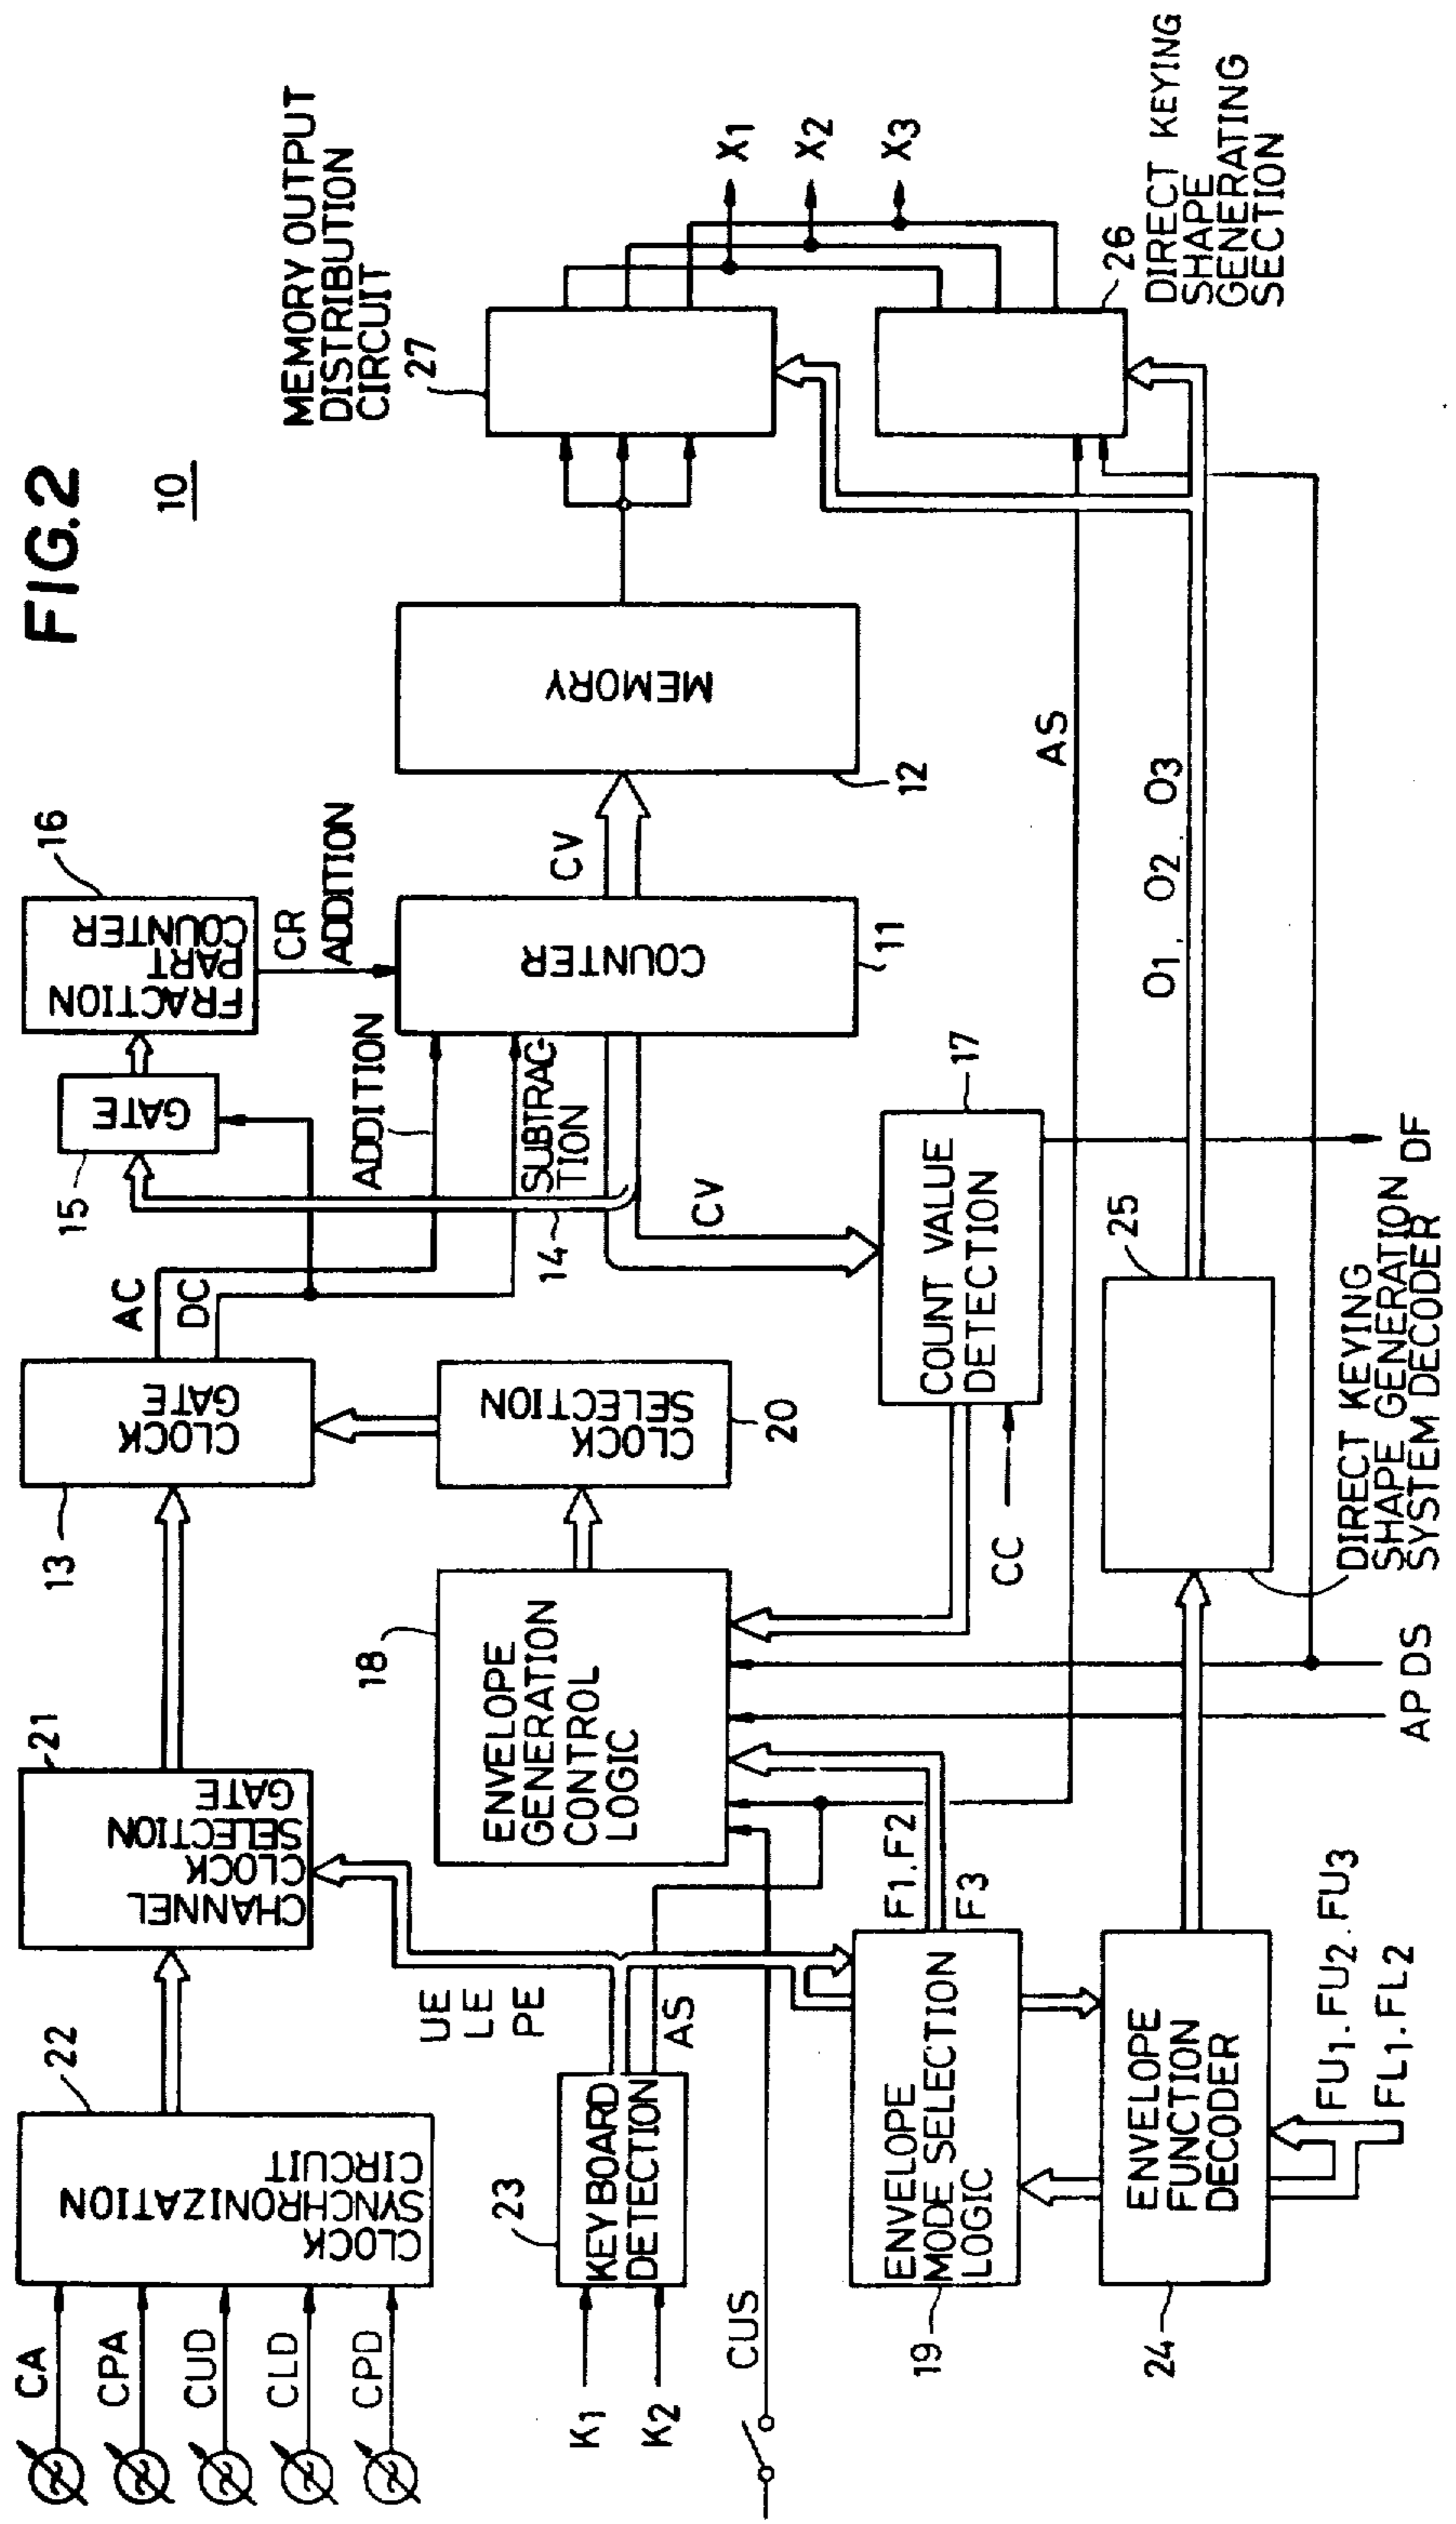 FIG.2
10
MEMORY OUTPUT
DISTRIBUTION
CIRCUIT
27
X1
X2
X3
26
DIRECT KEYING
SHAPE
GENERATING
SECTION
MEMORY
12
AS
O1, O2, O3
16
FRACTION
PART
COUNTER
CR
ADDITION
CV
COUNTER
11
GATE
15
ADDITION
SUBTRAC-
TION
14
CV
17
COUNT VALUE
DETECTION
CC
DF
25
DIRECT KEYING
SHAPE GENERATION
SYSTEM DECODER
AC
DC
CLOCK
GATE
13
CLOCK
SELECTION
20
18
ENVELOPE
GENERATION
CONTROL
LOGIC
AP
DS
21
CHANNEL
CLOCK
SELECTION
GATE
UE
LE
PE
AS
F1.F2
F3
22
CLOCK
SYNCHRONIZATION
CIRCUIT
23
KEYBOARD
DETECTION
ENVELOPE
MODE SELECTION
LOGIC
19
ENVELOPE
FUNCTION
DECODER
24
FU1.FU2.FU3
FL1.FL2
CA
CPA
CUD
CLD
CPD
K1
K2
CUS